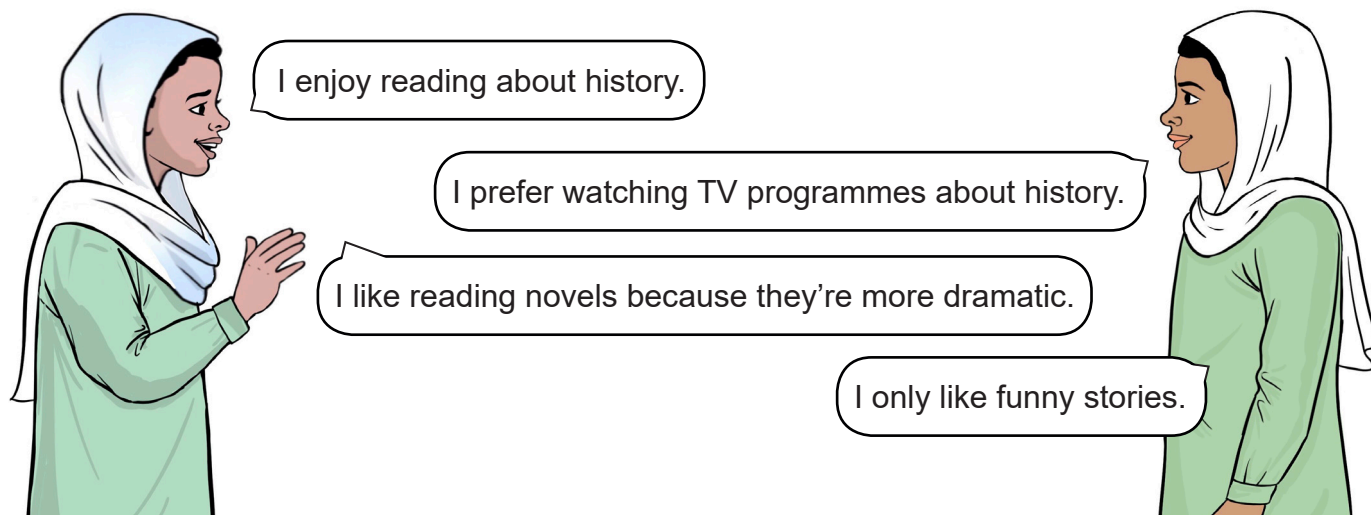 I enjoy reading about history.
I prefer watching TV programmes about history.
I like reading novels because they’re more dramatic.
I only like funny stories.